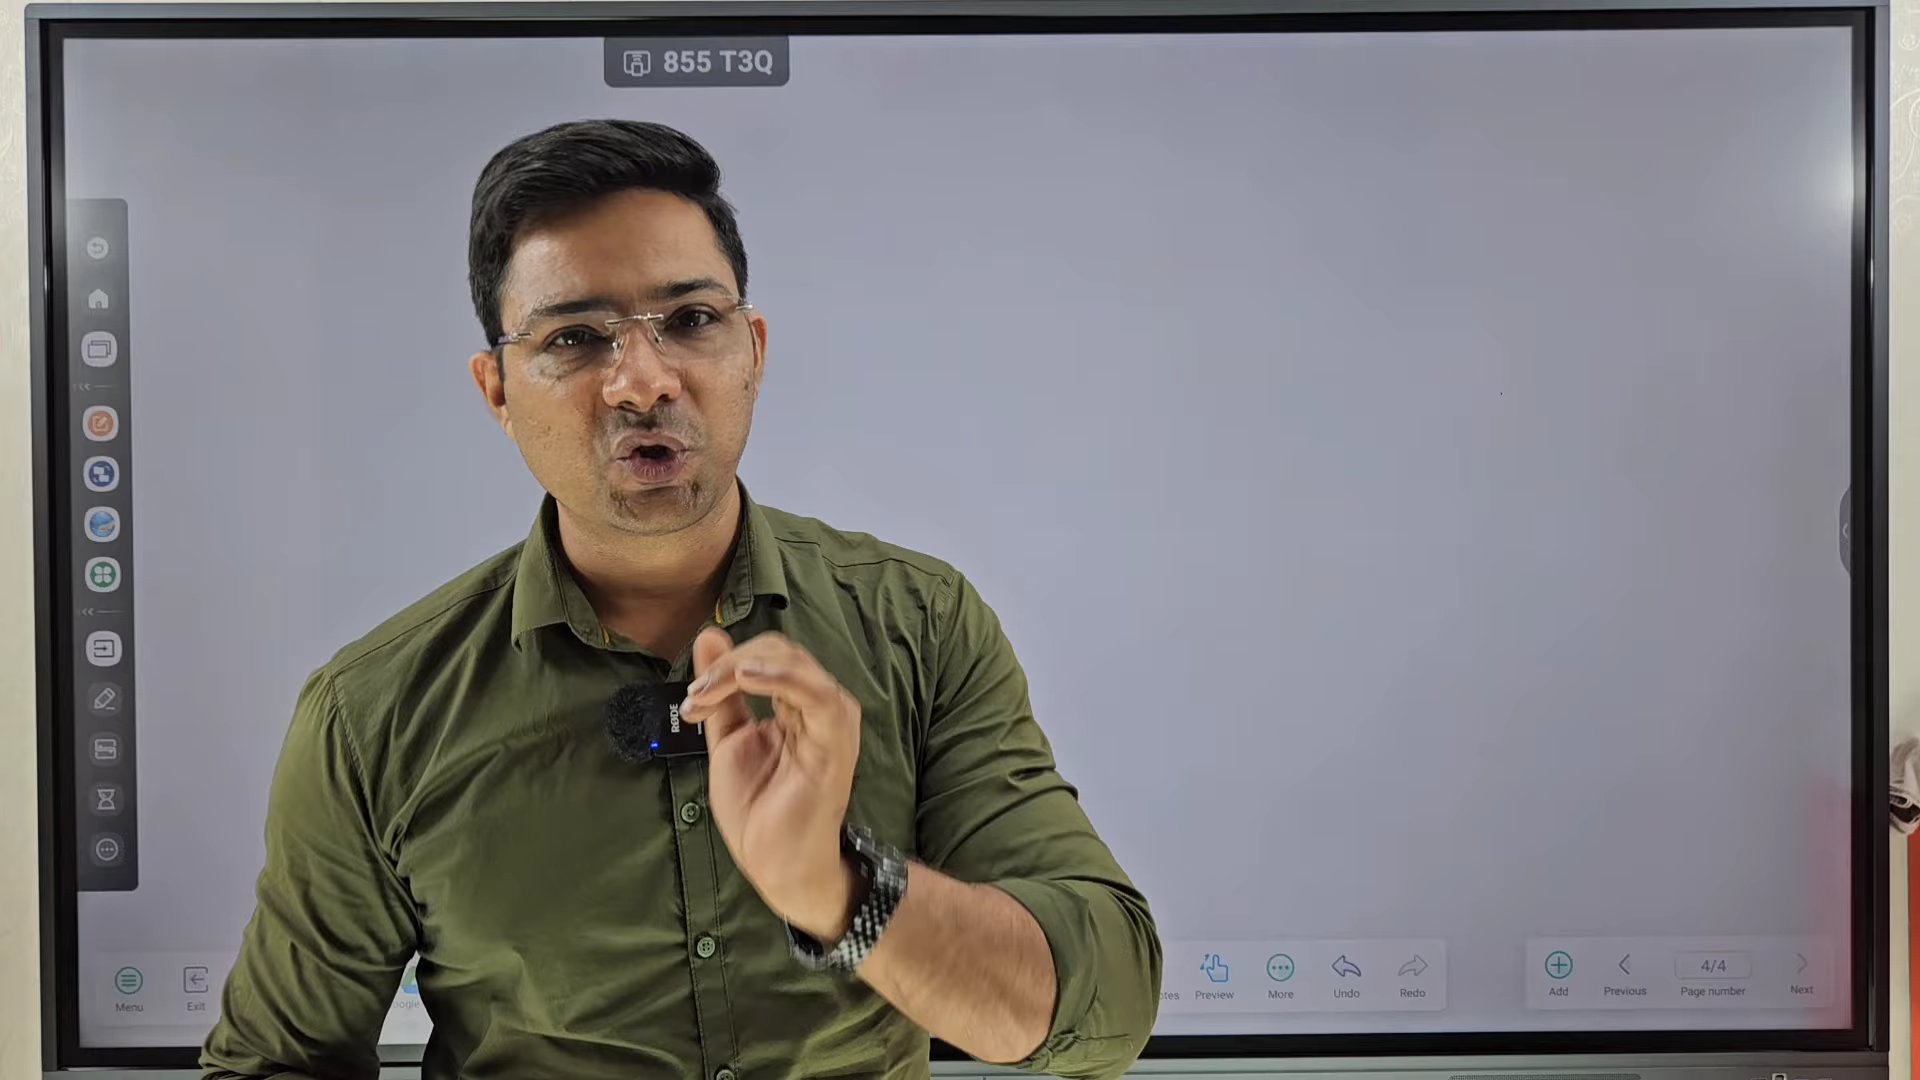 855 T3Q
RØDE
Menu
Exit
Preview
More
Undo
Redo
Add
Previous
4/4
Page number
Next